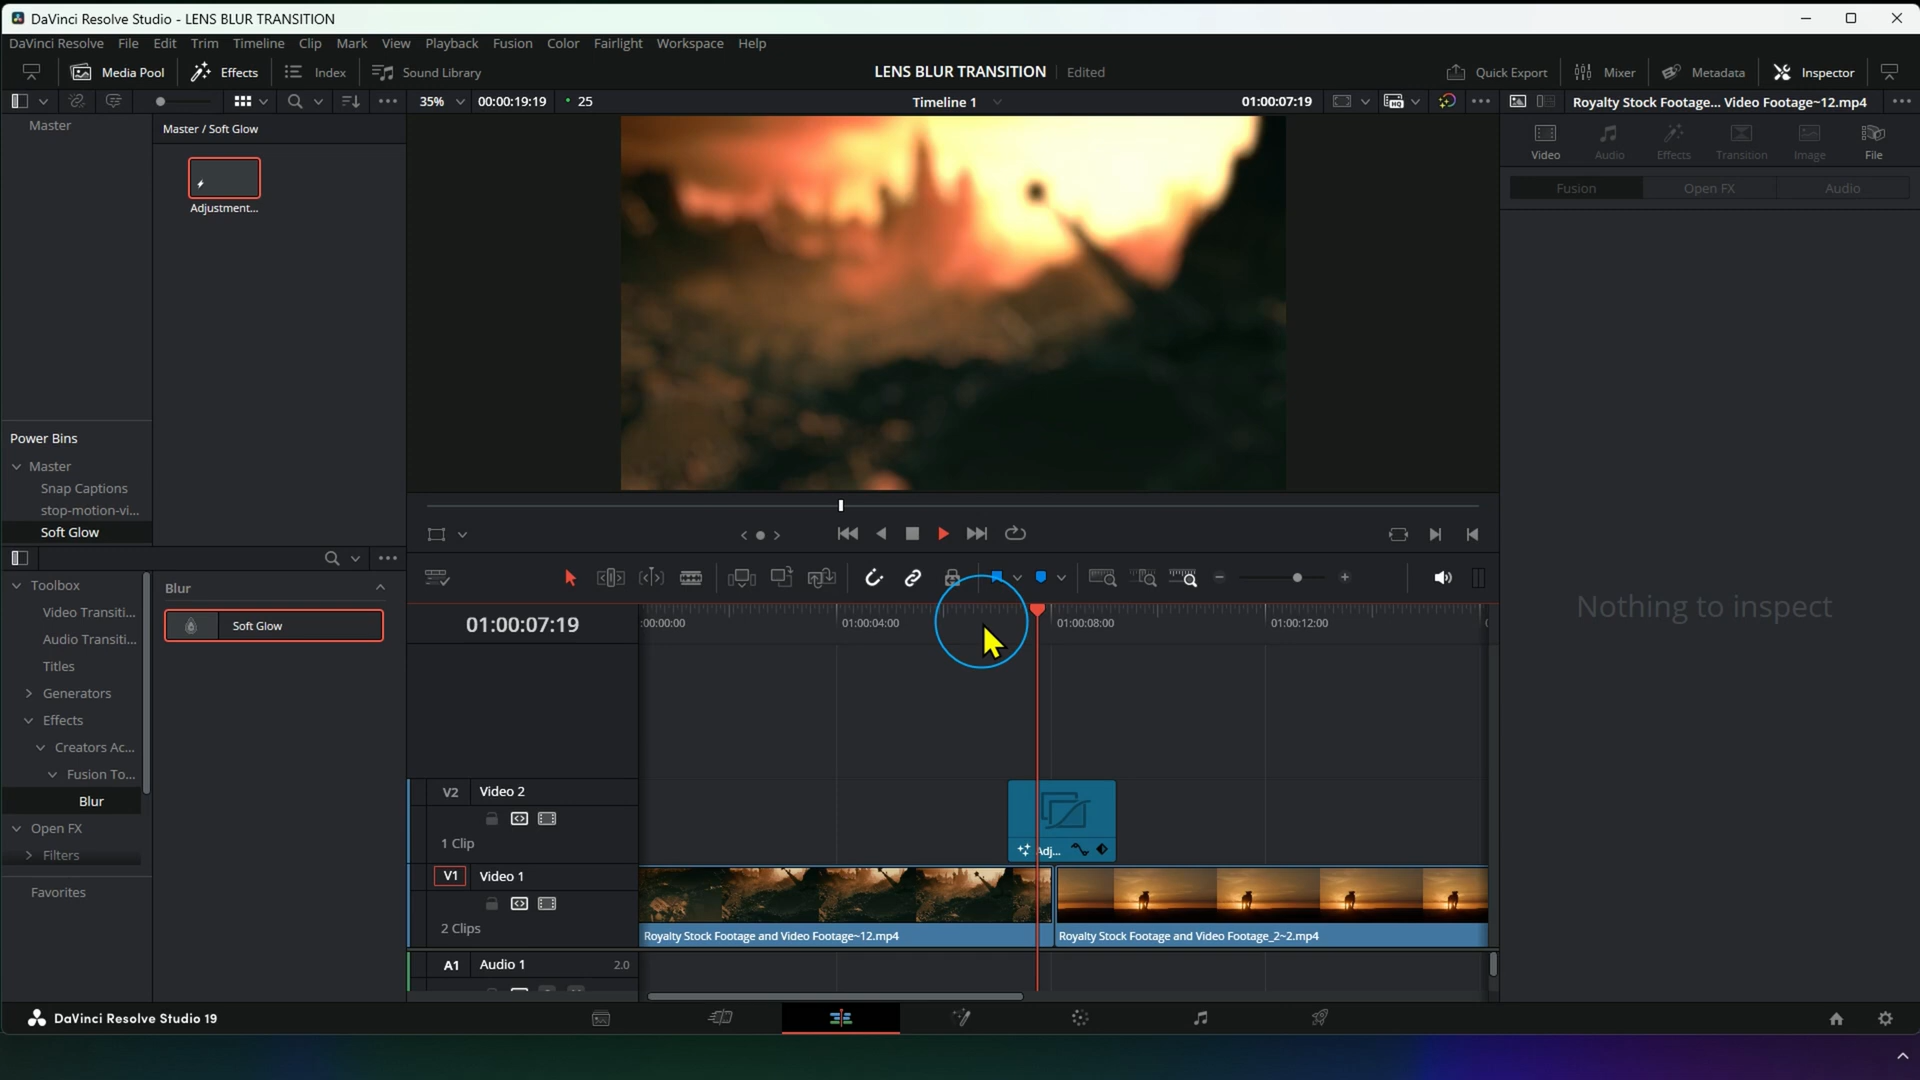 DaVinci Resolve Studio - LENS BLUR TRANSITION
DaVinci Resolve File Edit Trim Timeline Clip Mark View Playback Fusion Color Fairlight Workspace Help
Media Pool Effects Index Sound Library LENS BLUR TRANSITION Edited Quick Export Mixer Metadata Inspector
35% 00:00:19:19 25 Timeline 1 01:00:07:19 Royalty Stock Footage... Video Footage~12.mp4
Master
Master / Soft Glow
Video Audio Effects Transition Image File
Fusion Open FX Audio
Adjustment...
Power Bins
Master
Snap Captions
stop-motion-vi...
Soft Glow
Toolbox
Video Transiti...
Audio Transiti...
Titles
Generators
Effects
Creators Ac...
Fusion To...
Blur
Open FX
Filters
Favorites
Blur
Soft Glow
Nothing to inspect
01:00:07:19
:00:00:00 01:00:04:00 01:00:08:00 01:00:12:00
V2 Video 2
1 Clip
Adj...
V1 Video 1
2 Clips
Royalty Stock Footage and Video Footage~12.mp4
Royalty Stock Footage and Video Footage_2~2.mp4
A1 Audio 1 2.0
DaVinci Resolve Studio 19